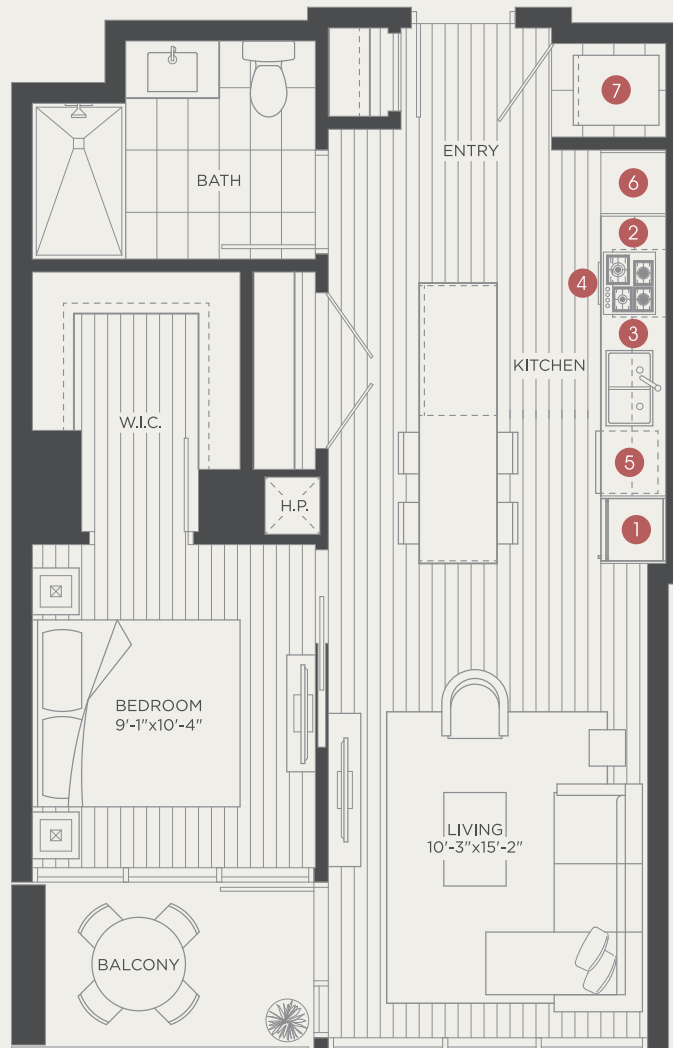 7
ENTRY
6
BATH
2
4
3
KITCHEN
W.I.C.
5
H.P.
1
BEDROOM
9'-1"x10'-4"
LIVING
10'-3"x15'-2"
BALCONY